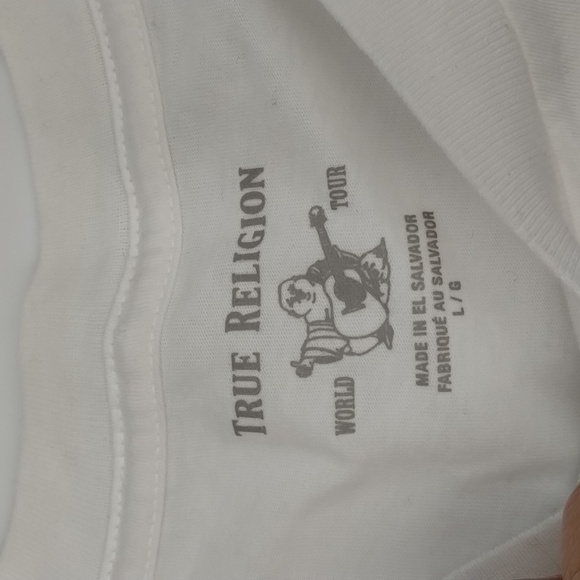 TRUE RELIGION
WORLD TOUR
MADE IN EL SALVADOR
FABRIQUÉ AU SALVADOR
L / G